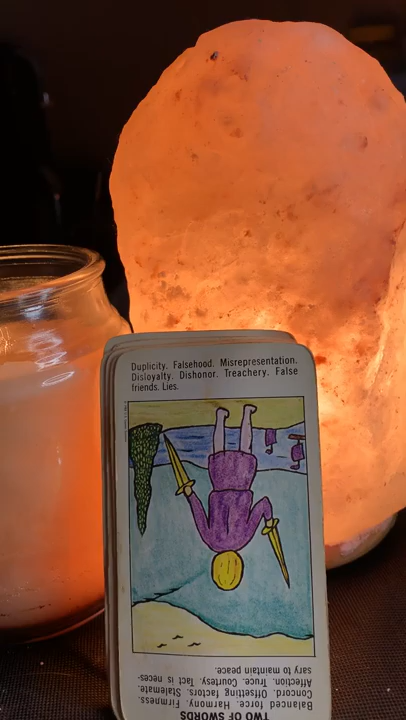 Duplicity. Falsehood. Misrepresentation.
Disloyalty. Dishonor. Treachery. False
friends. Lies.
TWO OF SWORDS
Balanced force. Harmony. Firmness.
Concord. Offsetting factors. Stalemate.
Affection. Truce. Courtesy. Tact is neces-
sary to maintain peace.